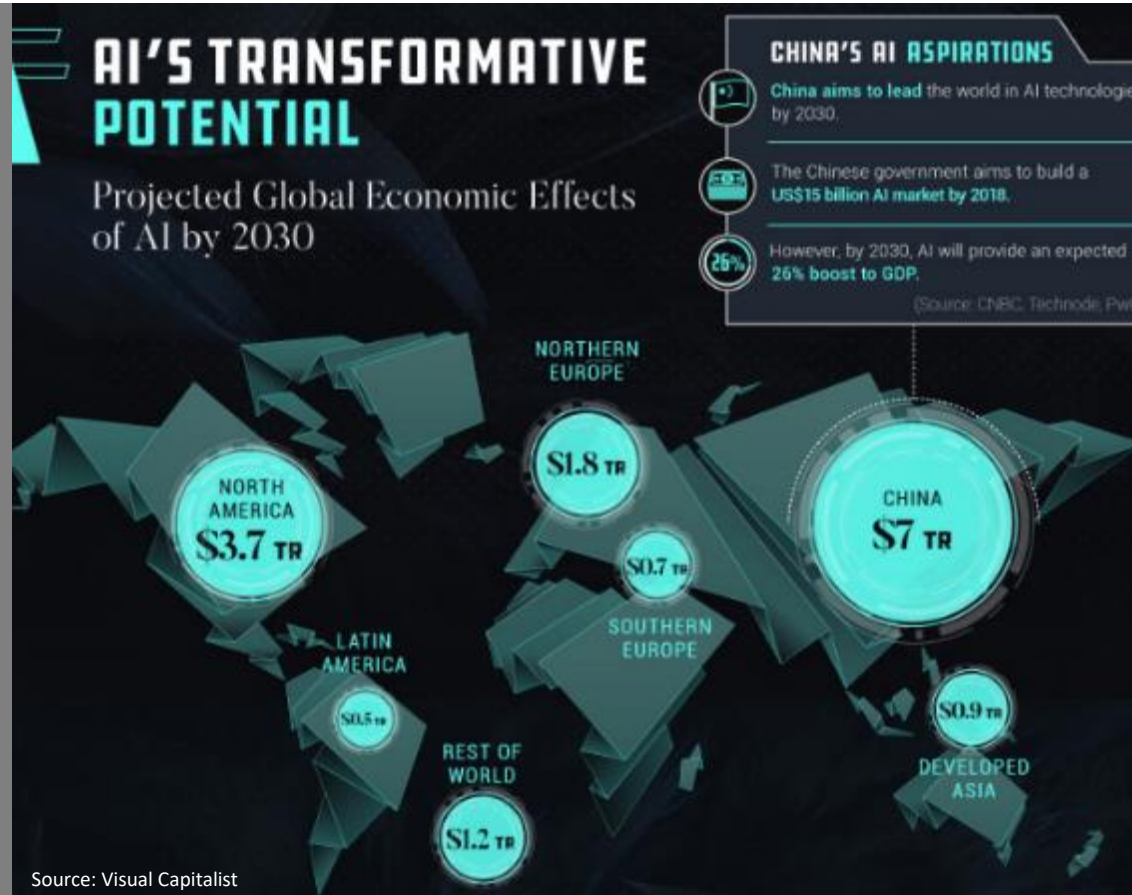 AI'S TRANSFORMATIVE
POTENTIAL
Projected Global Economic Effects
of AI by 2030
CHINA'S AI ASPIRATIONS
China aims to lead the world in AI technologie
by 2030.
The Chinese government aims to build a
US$15 billion AI market by 2018.
26%
However, by 2030, AI will provide an expected
26% boost to GDP.
(Source: CNBC, Technode, Pw
NORTHERN
EUROPE
$1.8 TR
NORTH
AMERICA
$3.7 TR
CHINA
$7 TR
$0.7 TR
SOUTHERN
EUROPE
LATIN
AMERICA
$0.5 TR
$0.9 TR
DEVELOPED
ASIA
REST OF
WORLD
$1.2 TR
Source: Visual Capitalist